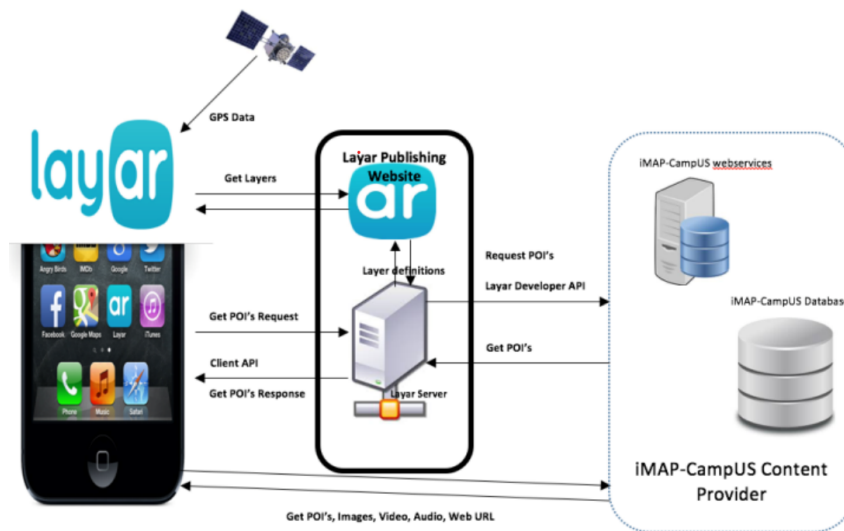 GPS Data
layar
Layar Publishing
Website
ar
Get Layers
iMAP-CampUS webservices
Angry Birds IMDb Google Twitter
Layer definitions
Request POI's
Layar Developer API
iMAP-CampUS Database
Facebook Google Maps ar Layar iTunes
Get POI's Request
Get POI's
Client API
Get POI's Response
Layar Server
Phone Music Safari
iMAP-CampUS Content
Provider
Get POI's, Images, Video, Audio, Web URL